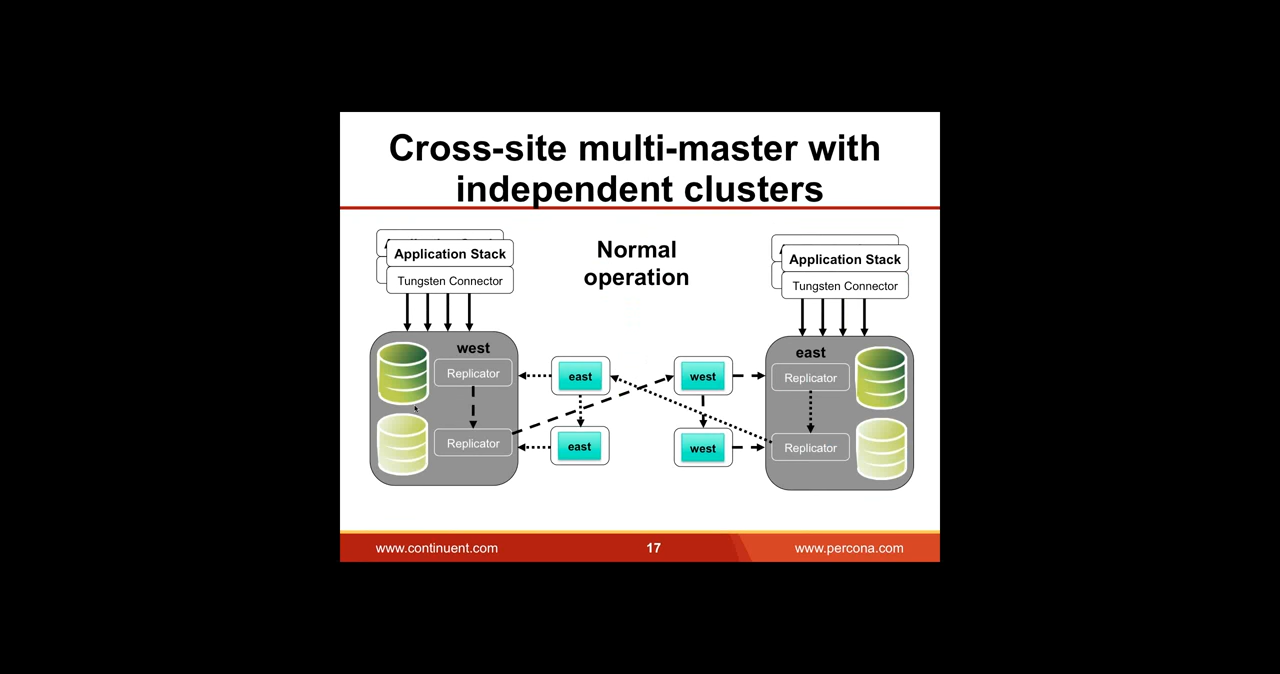 Cross-site multi-master with
independent clusters
Normal
operation
Application Stack
Tungsten Connector
Application Stack
Tungsten Connector
west
Replicator
Replicator
east
east
west
west
east
Replicator
Replicator
www.continuent.com
17
www.percona.com